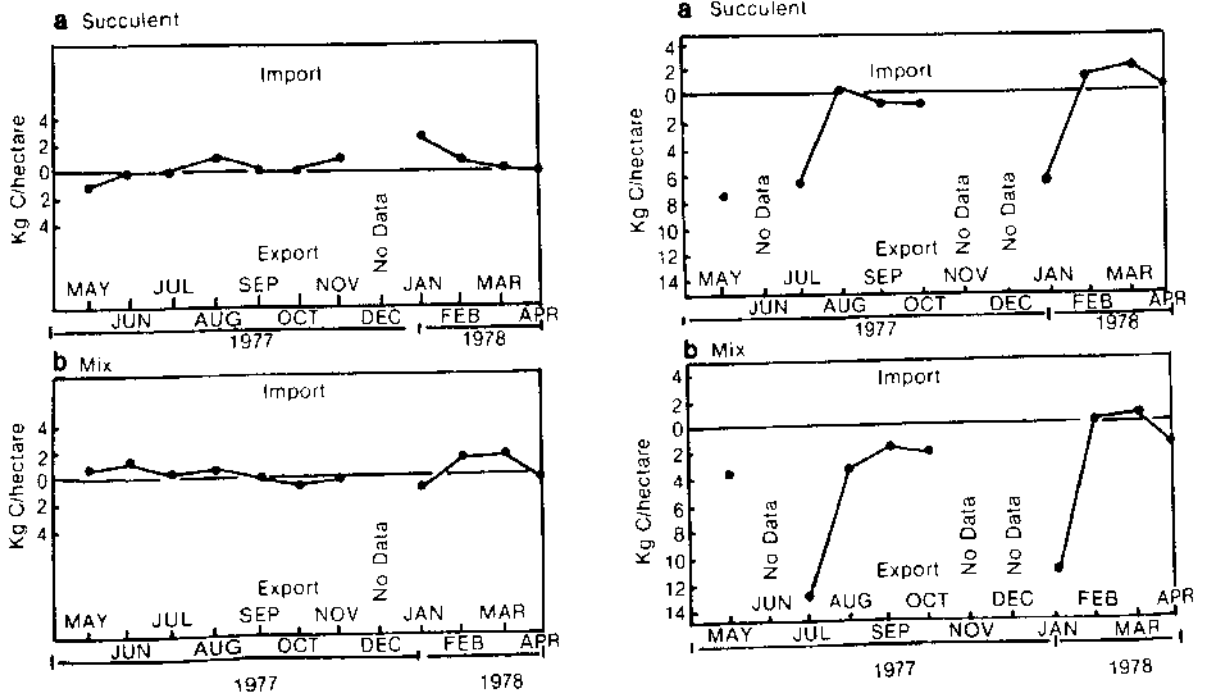 a Succulent
Import
4
2
0
2
4
Kg C/hectare
No Data
Export
MAY JUL SEP NOV JAN MAR
JUN AUG OCT DEC FEB APR
1977 1978
b Mix
Import
4
2
0
2
4
Kg C/hectare
No Data
Export
MAY JUL SEP NOV JAN MAR
JUN AUG OCT DEC FEB APR
1977 1978
a Succulent
4
2
0
2
4
6
8
10
12
14
Kg C/hectare
Import
No Data
No Data
No Data
Export
MAY JUL SEP NOV JAN MAR
JUN AUG OCT DEC FEB APR
1977 1978
b Mix
4
2
0
2
4
6
8
10
12
14
Kg C/hectare
Import
No Data
No Data
No Data
Export
JUN AUG OCT DEC FEB APR
MAY JUL SEP NOV JAN MAR
1977 1978